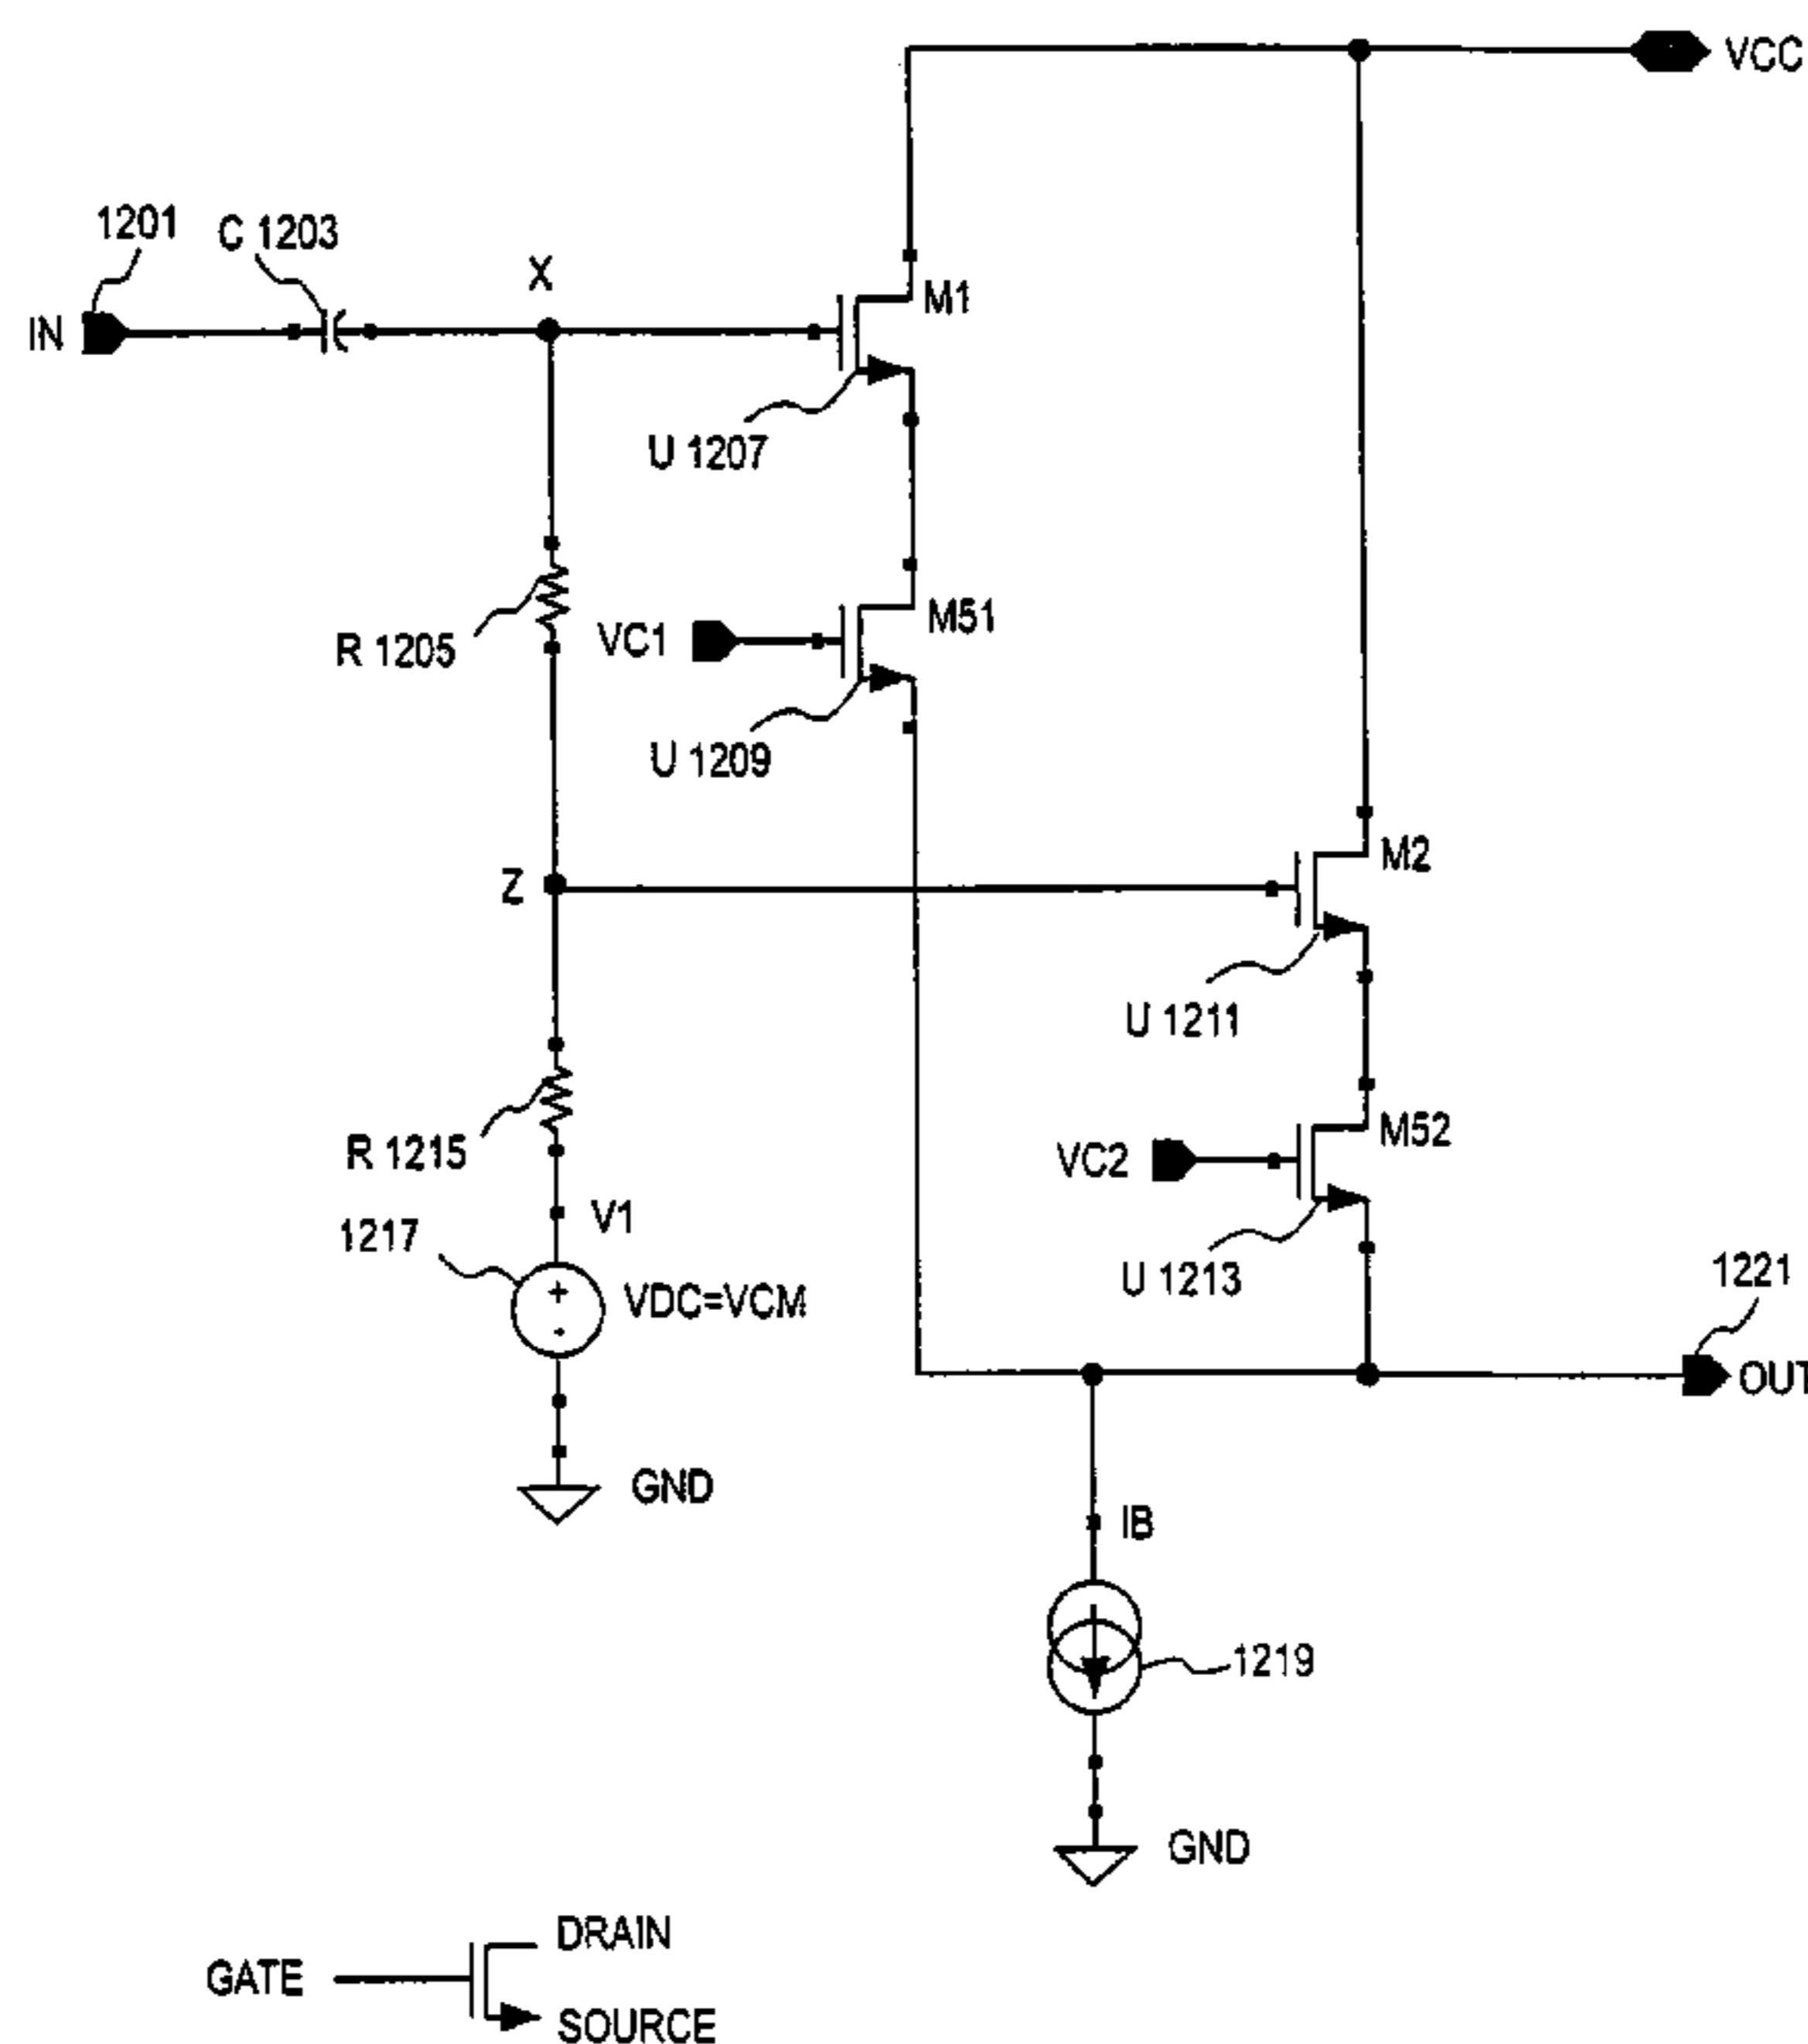 VCC
1201
C 1203
X
IN
M1
U 1207
M51
VC1
R 1205
U 1209
M2
Z
U 1211
M52
VC2
R 1215
V1
1217
U 1213
1221
VDC=VCM
OUT
GND
IB
1219
GND
DRAIN
GATE
SOURCE